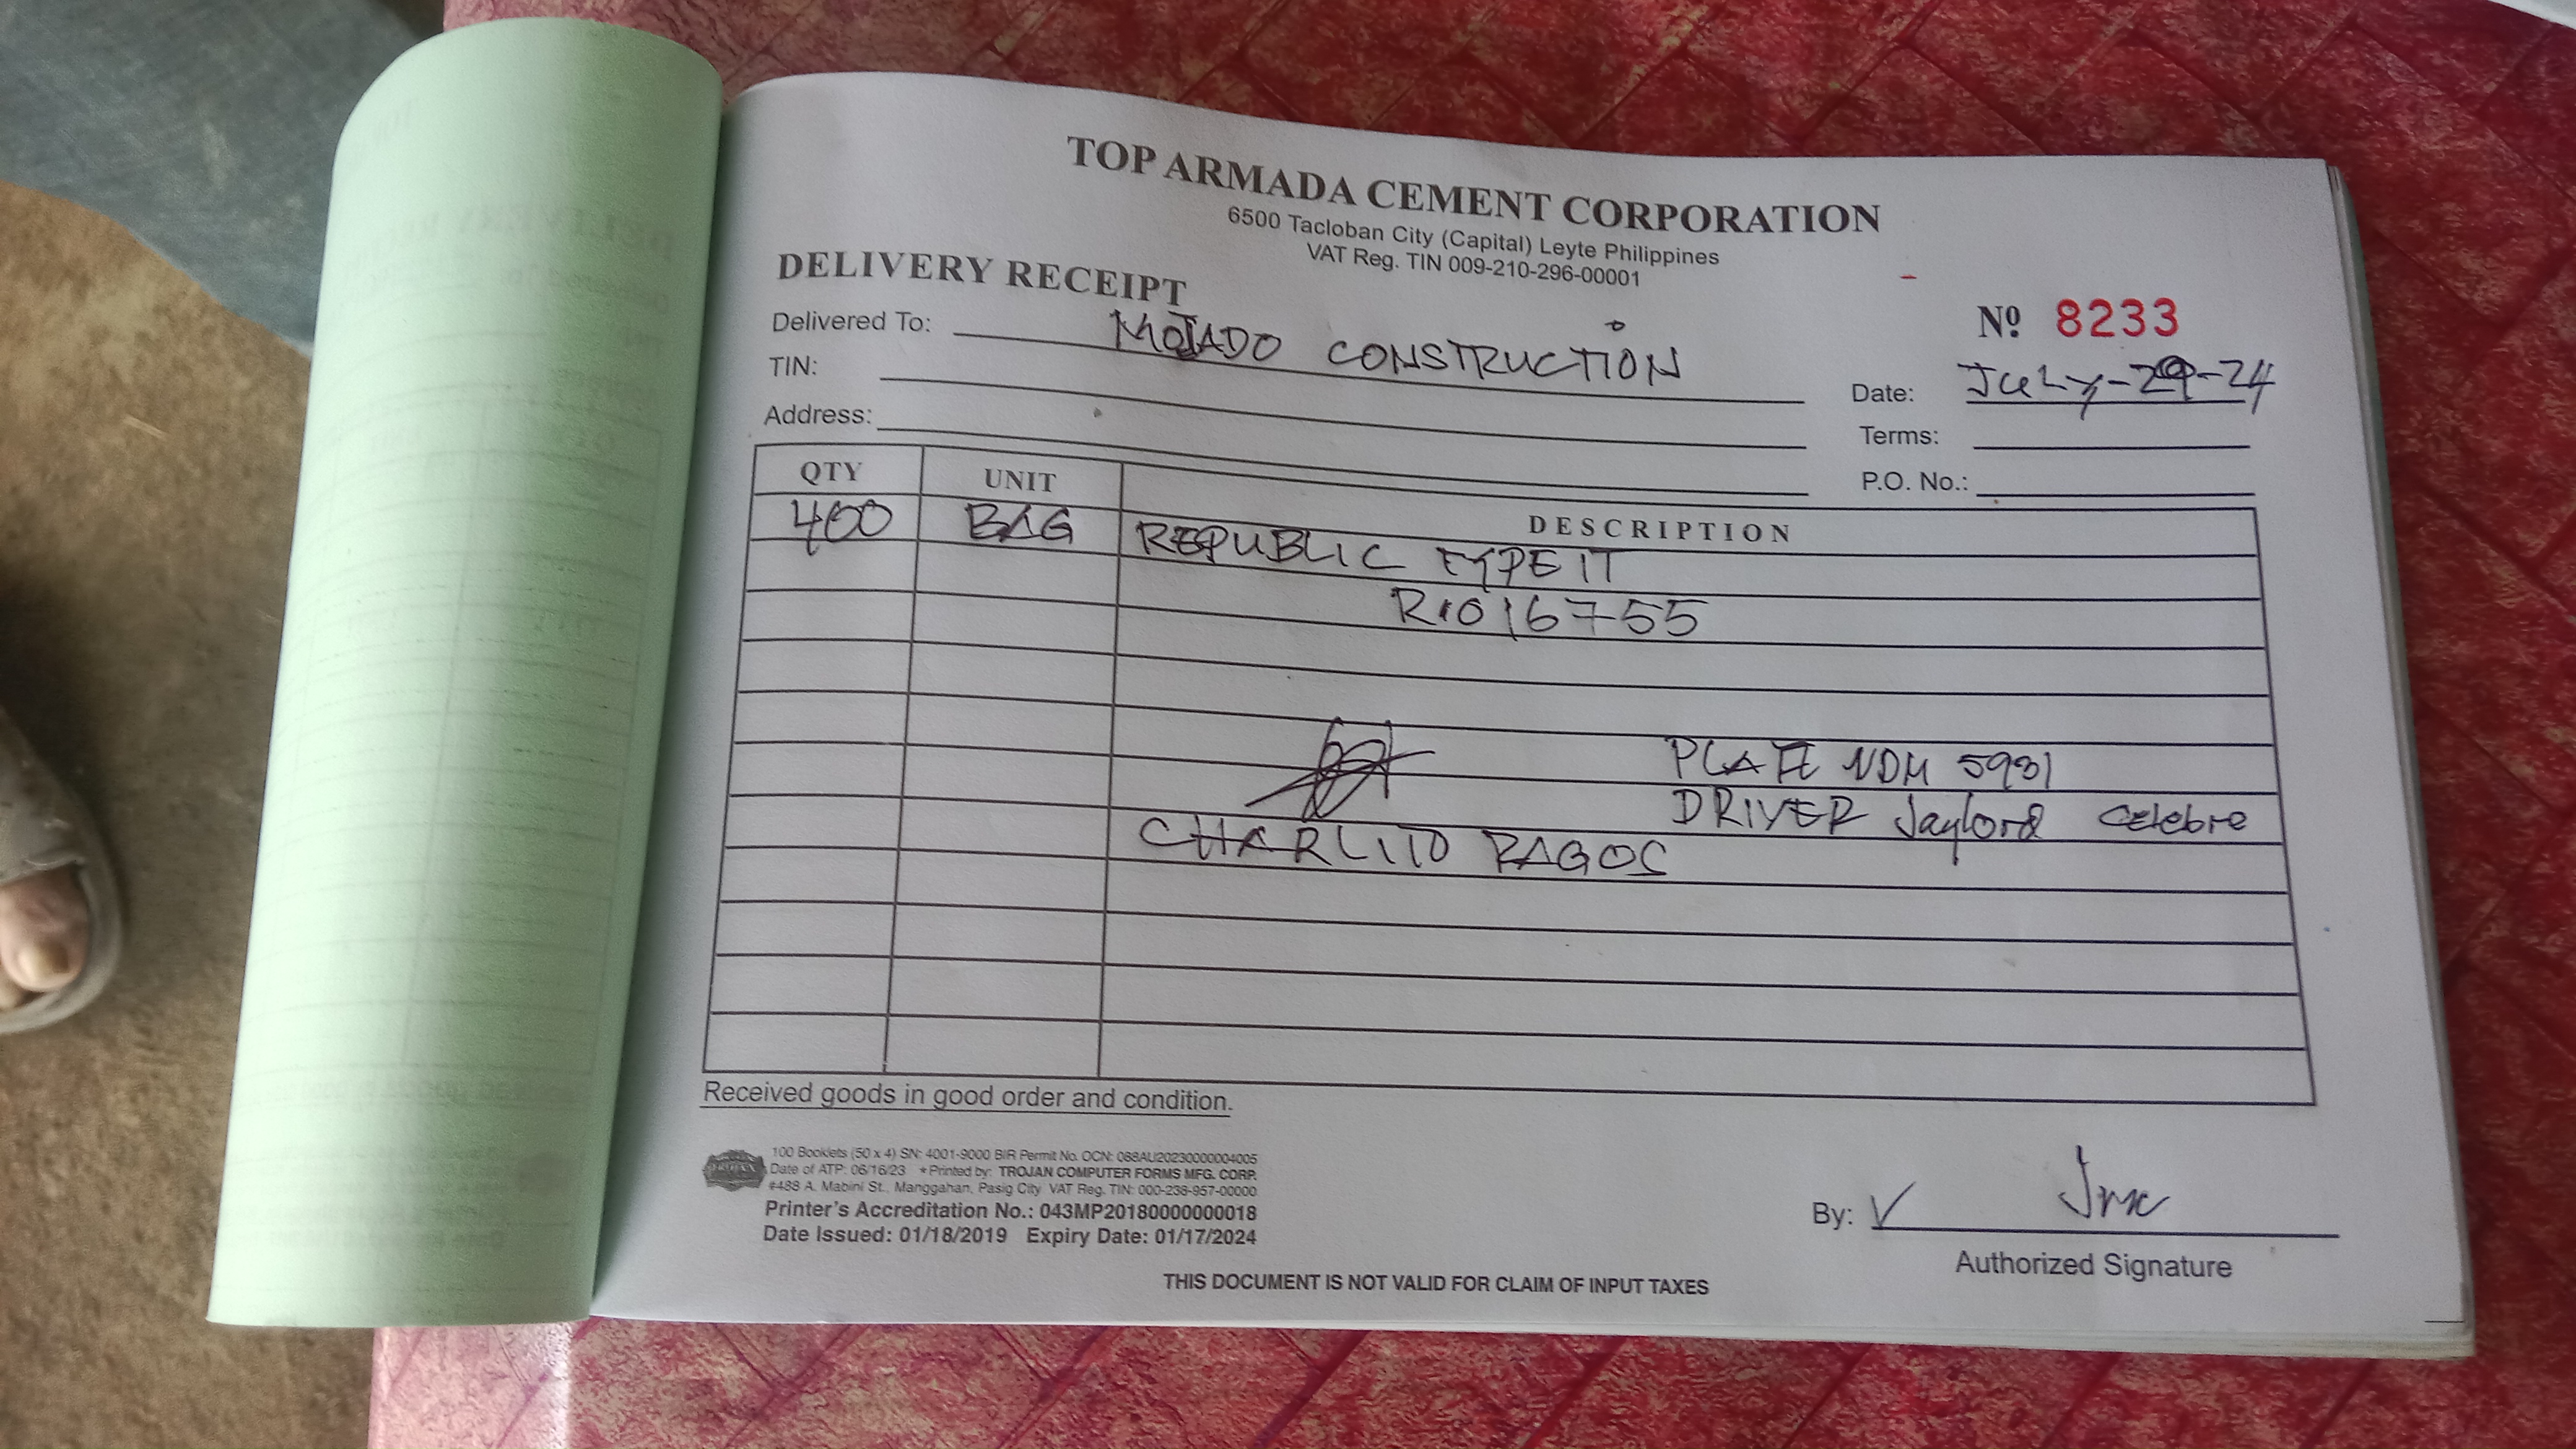 TOP ARMADA CEMENT CORPORATION
6500 Tacloban City (Capital) Leyte Philippines
VAT Reg. TIN 009-210-296-00001
DELIVERY RECEIPT
Nº 8233
Delivered To: MOJADO CONSTRUCTION
Date: July-29-24
TIN:
Terms:
Address:
P.O. No.:
QTY UNIT DESCRIPTION
400 BAG REPUBLIC TYPE IT
R1016755
PLATE NDM 5931
DRIVER Jaylord Celebre
CHARLITO RAGOS
Received goods in good order and condition.
100 Booklets (50 x 4) SN: 4001-9000 BIR Permit No. OCN: 088AU20230000004005
Date of ATP: 06/16/23 * Printed by: TROJAN COMPUTER FORMS MFG. CORP.
#488 A. Mabini St., Manggahan, Pasig City VAT Reg. TIN: 000-238-957-00000
Printer's Accreditation No.: 043MP20180000000018
Date Issued: 01/18/2019 Expiry Date: 01/17/2024
By:
Authorized Signature
THIS DOCUMENT IS NOT VALID FOR CLAIM OF INPUT TAXES